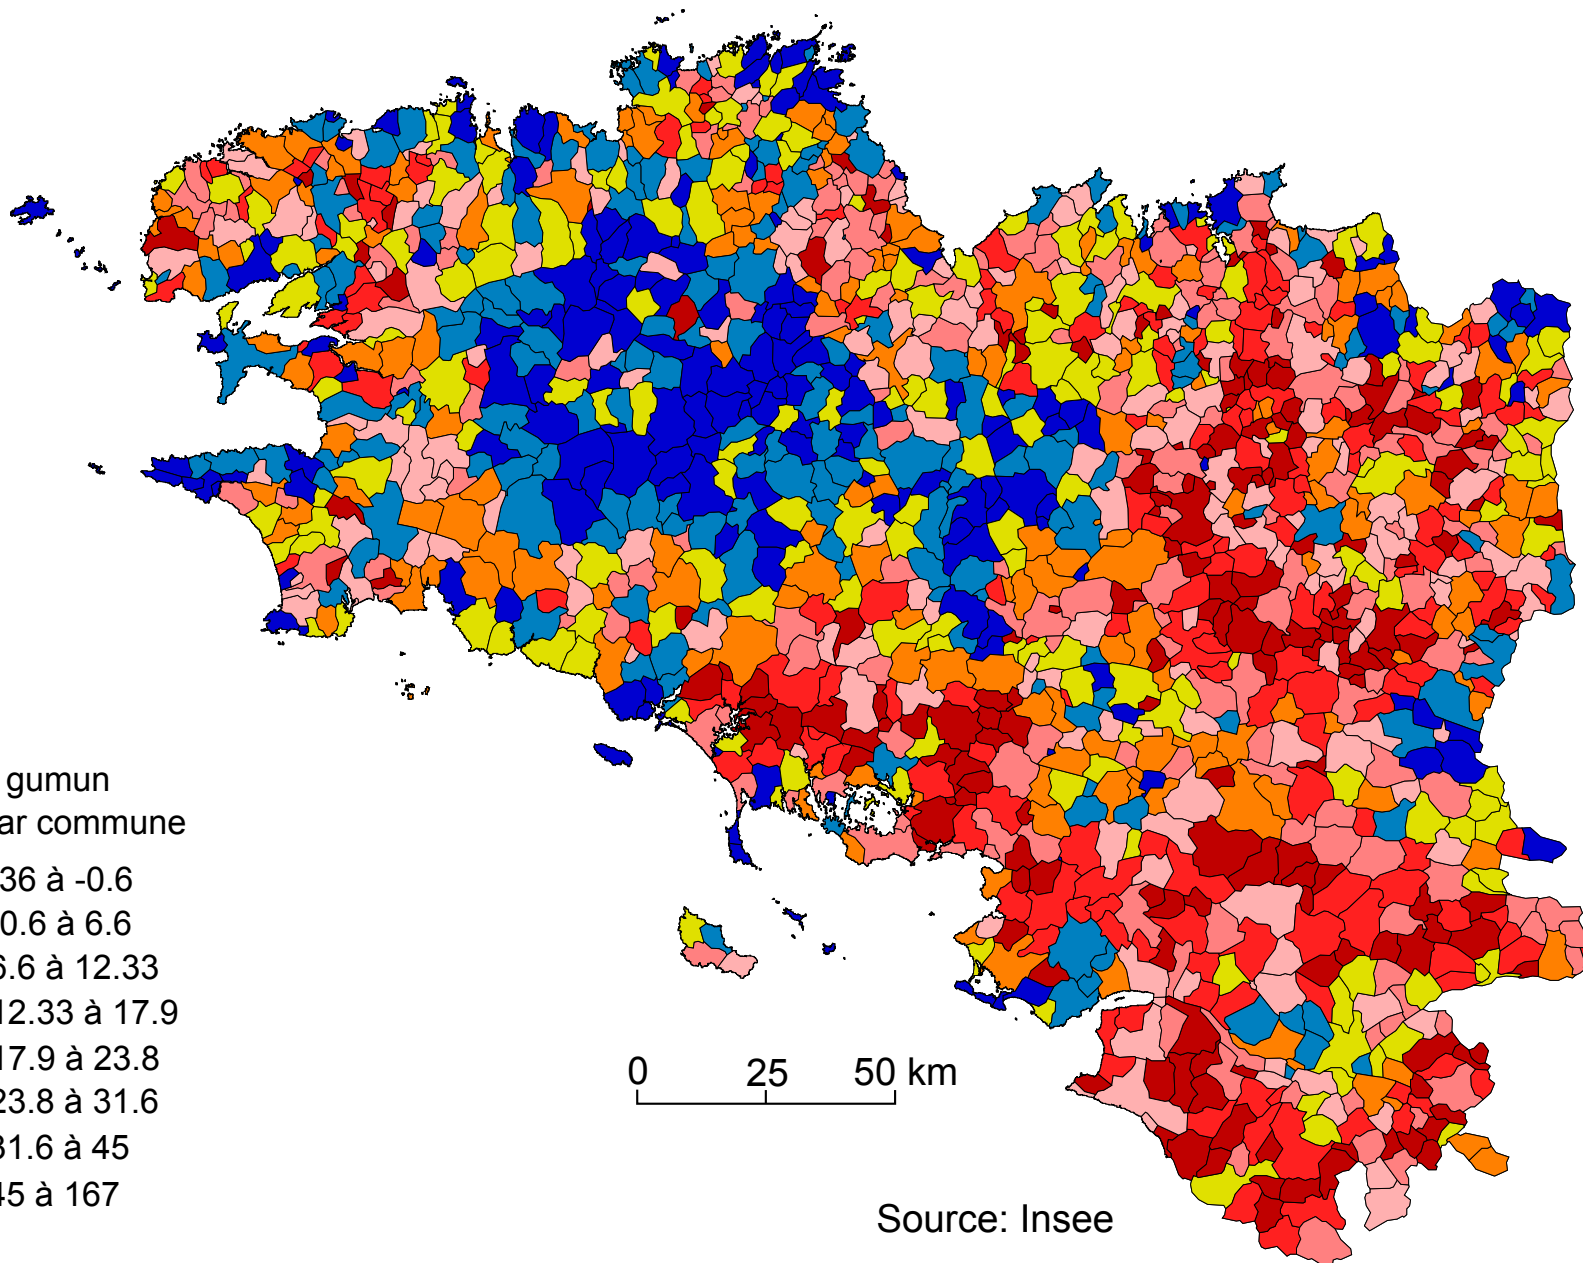 gumun
ar commune
36 à -0.6
0.6 à 6.6
6.6 à 12.33
12.33 à 17.9
17.9 à 23.8
23.8 à 31.6
31.6 à 45
45 à 167
0 25 50 km
Source: Insee